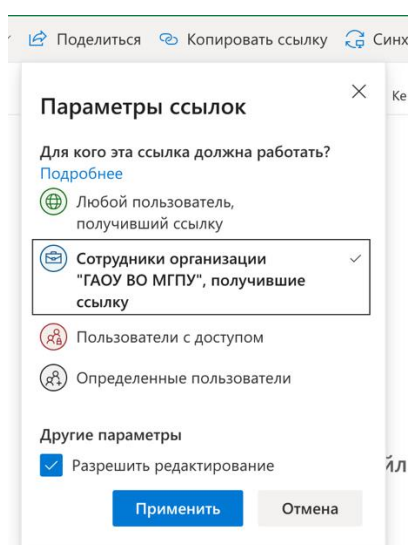 Поделиться Копировать ссылку Синх
Параметры ссылок
Ке
Для кого эта ссылка должна работать?
Подробнее
Любой пользователь,
получивший ссылку
Сотрудники организации
"ГАОУ ВО МГПУ", получившие
ссылку
Пользователи с доступом
Определенные пользователи
Другие параметры
Разрешить редактирование
йл
Применить Отмена